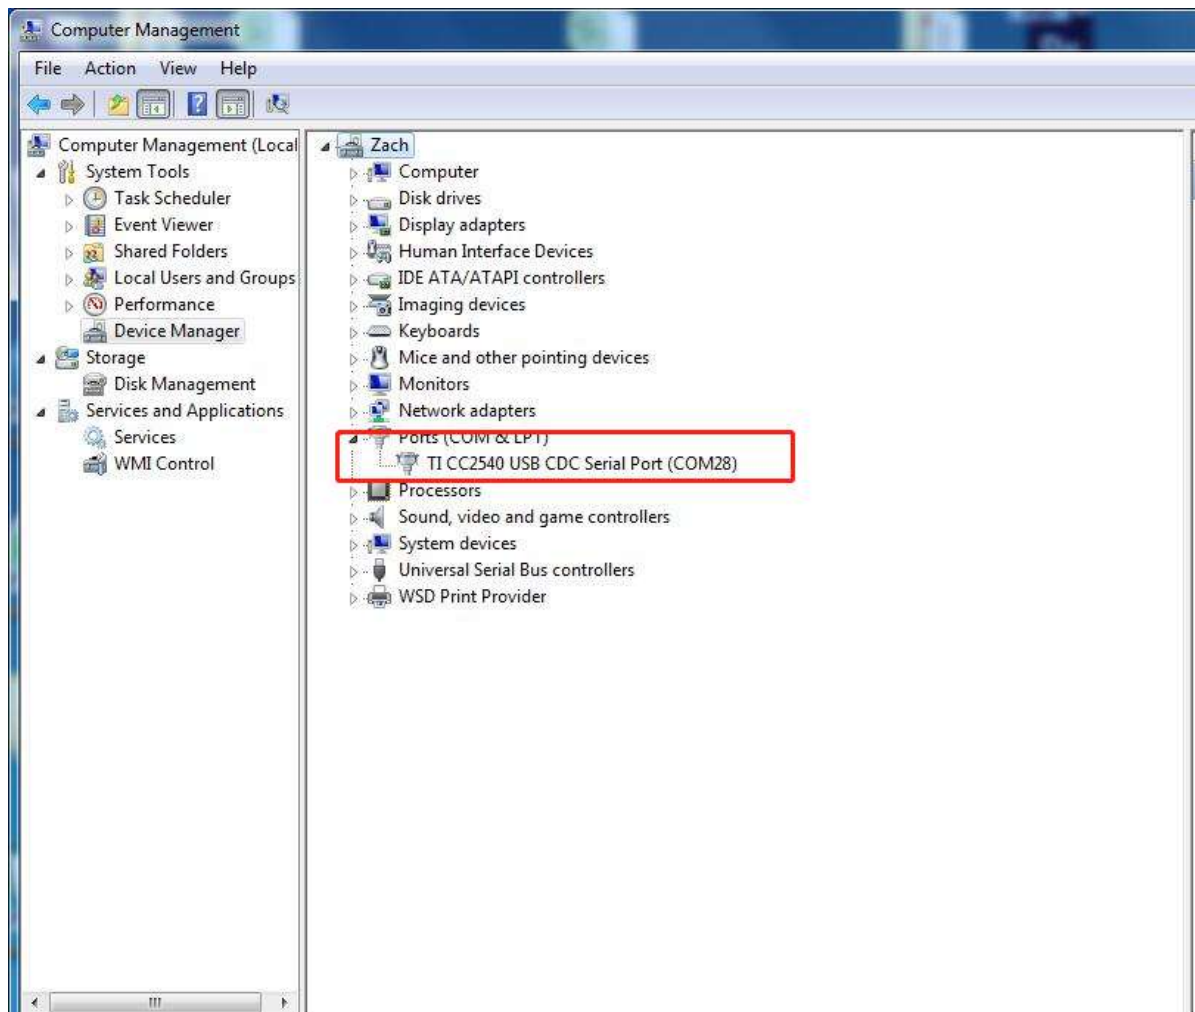 Computer Management
File Action View Help
Computer Management (Local
System Tools
Task Scheduler
Event Viewer
Shared Folders
Local Users and Groups
Performance
Device Manager
Storage
Disk Management
Services and Applications
Services
WMI Control
Zach
Computer
Disk drives
Display adapters
Human Interface Devices
IDE ATA/ATAPI controllers
Imaging devices
Keyboards
Mice and other pointing devices
Monitors
Network adapters
Ports (COM & LPT)
TI CC2540 USB CDC Serial Port (COM28)
Processors
Sound, video and game controllers
System devices
Universal Serial Bus controllers
WSD Print Provider